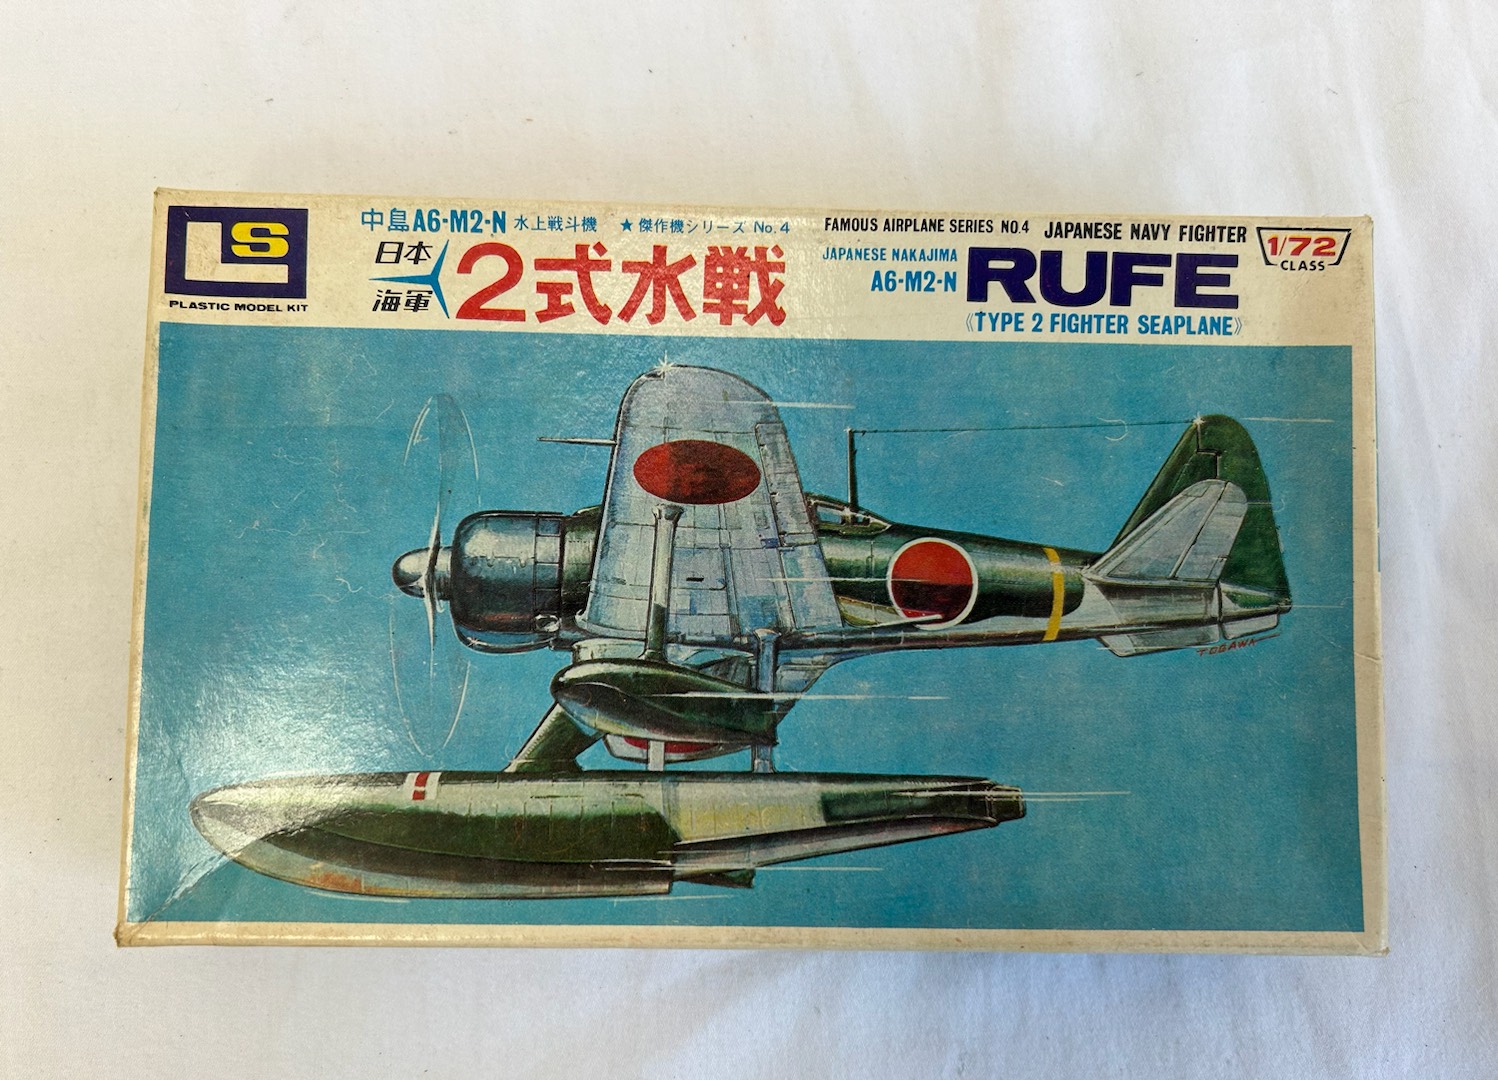 LS
PLASTIC MODEL KIT
中島A6-M2-N 水上戦斗機 ★傑作機シリーズ No.4
日本
海軍
2式水戦
FAMOUS AIRPLANE SERIES NO.4 JAPANESE NAVY FIGHTER
JAPANESE NAKAJIMA
A6-M2-N
RUFE
《TYPE 2 FIGHTER SEAPLANE》
1/72
CLASS
TOGAWA